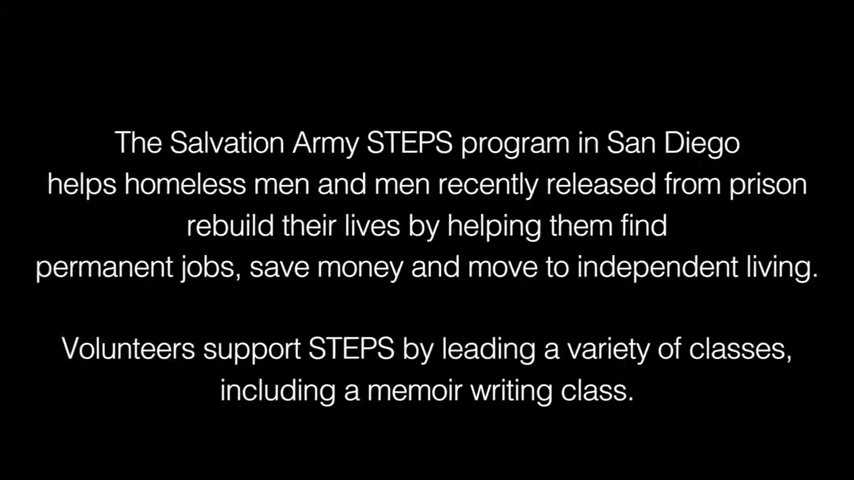 The Salvation Army STEPS program in San Diego
helps homeless men and men recently released from prison
rebuild their lives by helping them find
permanent jobs, save money and move to independent living.
Volunteers support STEPS by leading a variety of classes,
including a memoir writing class.